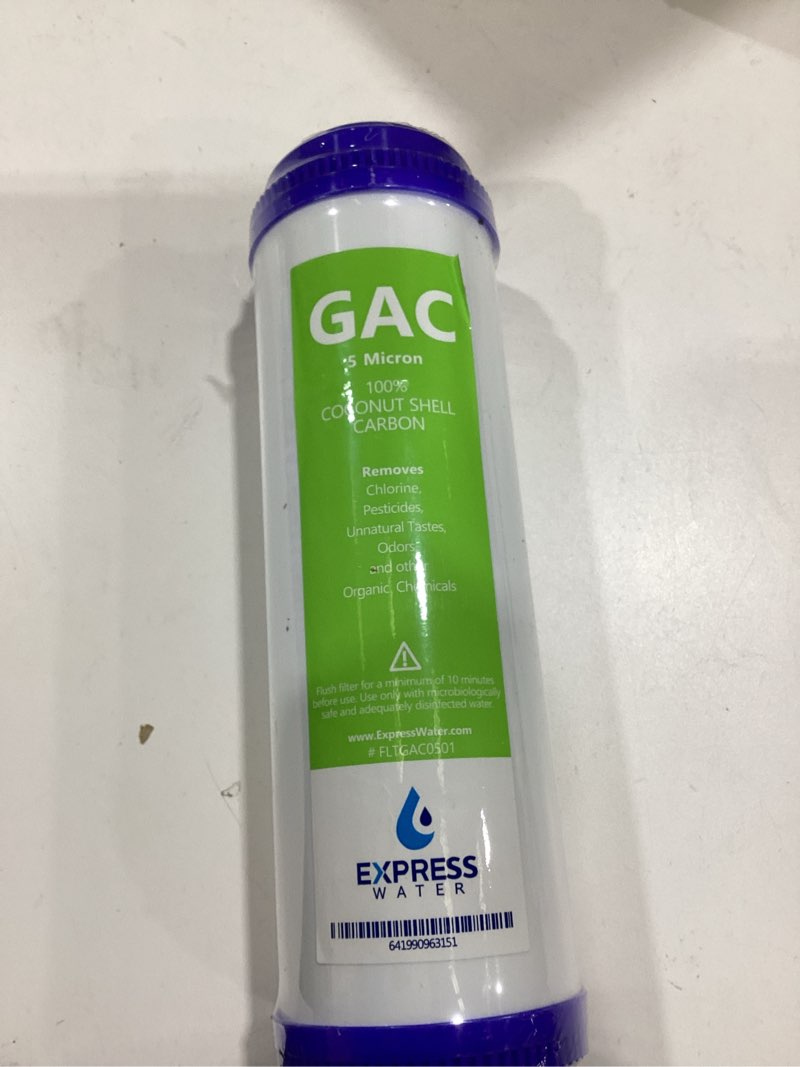 GAC
5 Micron
100%
COCONUT SHELL
CARBON
Removes
Chlorine,
Pesticides,
Unnatural Tastes,
Odors
and other
Organic Chemicals
Flush filter for a minimum of 10 minutes
before use. Use only with microbiologically
safe and adequately disinfected water.
www.ExpressWater.com
# FLTGAC0501
EXPRESS
WATER
641990963151